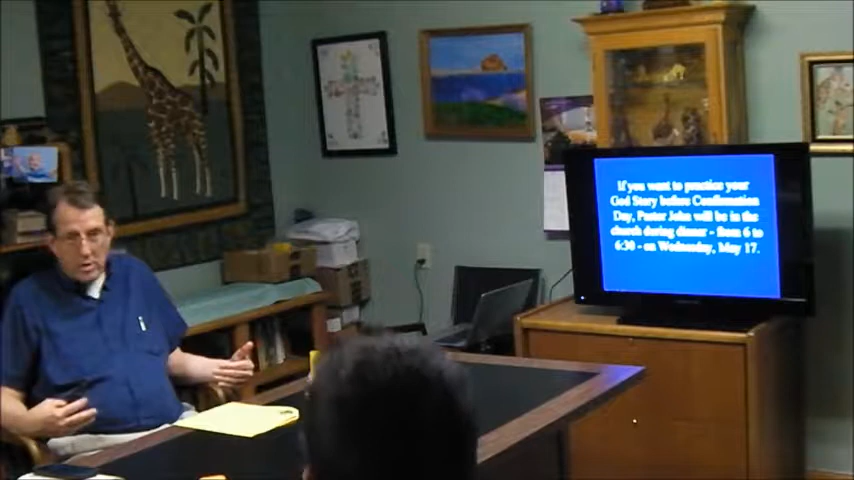 If you want to practice your
God Story before Confirmation
Day, Pastor John will be in the
church during dinner - from 6 to
6:30 - on Wednesday, May 17.